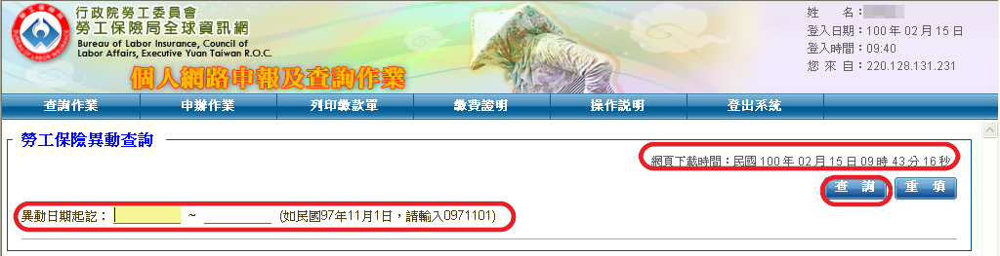 行政院勞工委員會
勞工保險局全球資訊網
Bureau of Labor Insurance, Council of
Labor Affairs, Executive Yuan Taiwan R.O.C.
個人網路申報及查詢作業
姓 名：
登入日期：100 年 02 月 15 日
登入時間：09:40
您 來 自：220.128.131.231
查詢作業 申辦作業 列印繳款單 繳費證明 操作說明 登出系統
勞工保險異動查詢
網頁下載時間：民國 100 年 02 月 15 日 09 時 43 分 16 秒
查 詢 重 填
異動日期起訖： ~ (如民國97年11月1日，請輸入0971101)